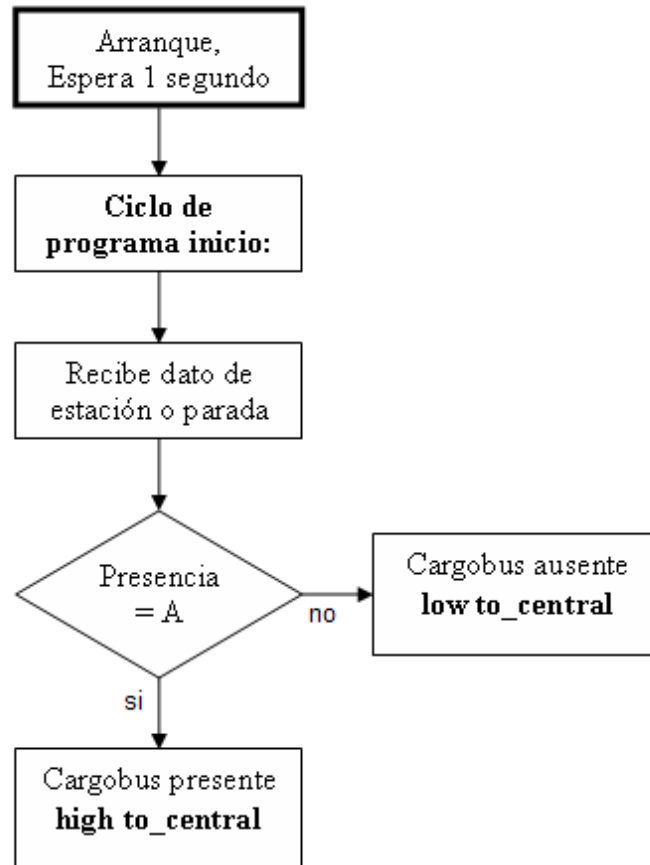 Arranque,
Espera 1 segundo
Ciclo de
programa inicio:
Recibe dato de
estación o parada
Presencia
= A
no
Cargobus ausente
low to_central
si
Cargobus presente
high to_central